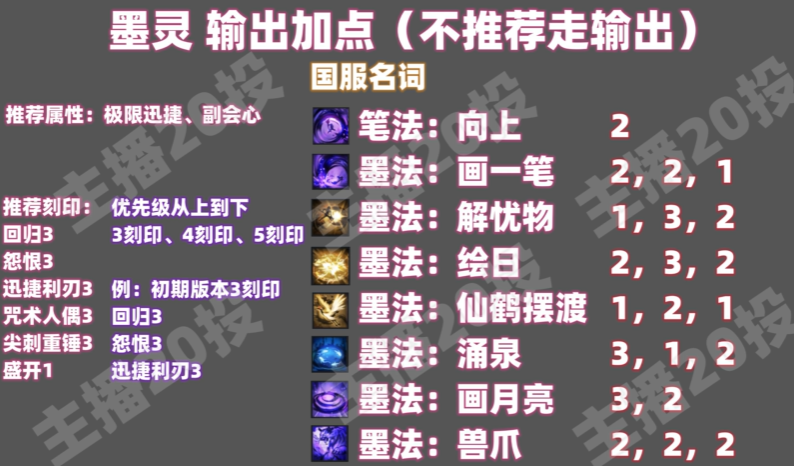 墨灵 输出加点（不推荐走输出）
国服名词
推荐属性：极限迅捷、副会心
笔法：向上 2
墨法：画一笔 2，2，1
墨法：解忧物 1，3，2
墨法：绘日 2，3，2
墨法：仙鹤摆渡 1，2，1
墨法：涌泉 3，1，2
墨法：画月亮 3，2
墨法：兽爪 2，2，2
推荐刻印： 优先级从上到下
回归3 3刻印、4刻印、5刻印
怨恨3
迅捷利刃3 例：初期版本3刻印
咒术人偶3 回归3
尖刺重锤3 怨恨3
盛开1 迅捷利刃3
主播20投
主播20投
主播20投
主播20投
主播20投
主播20投